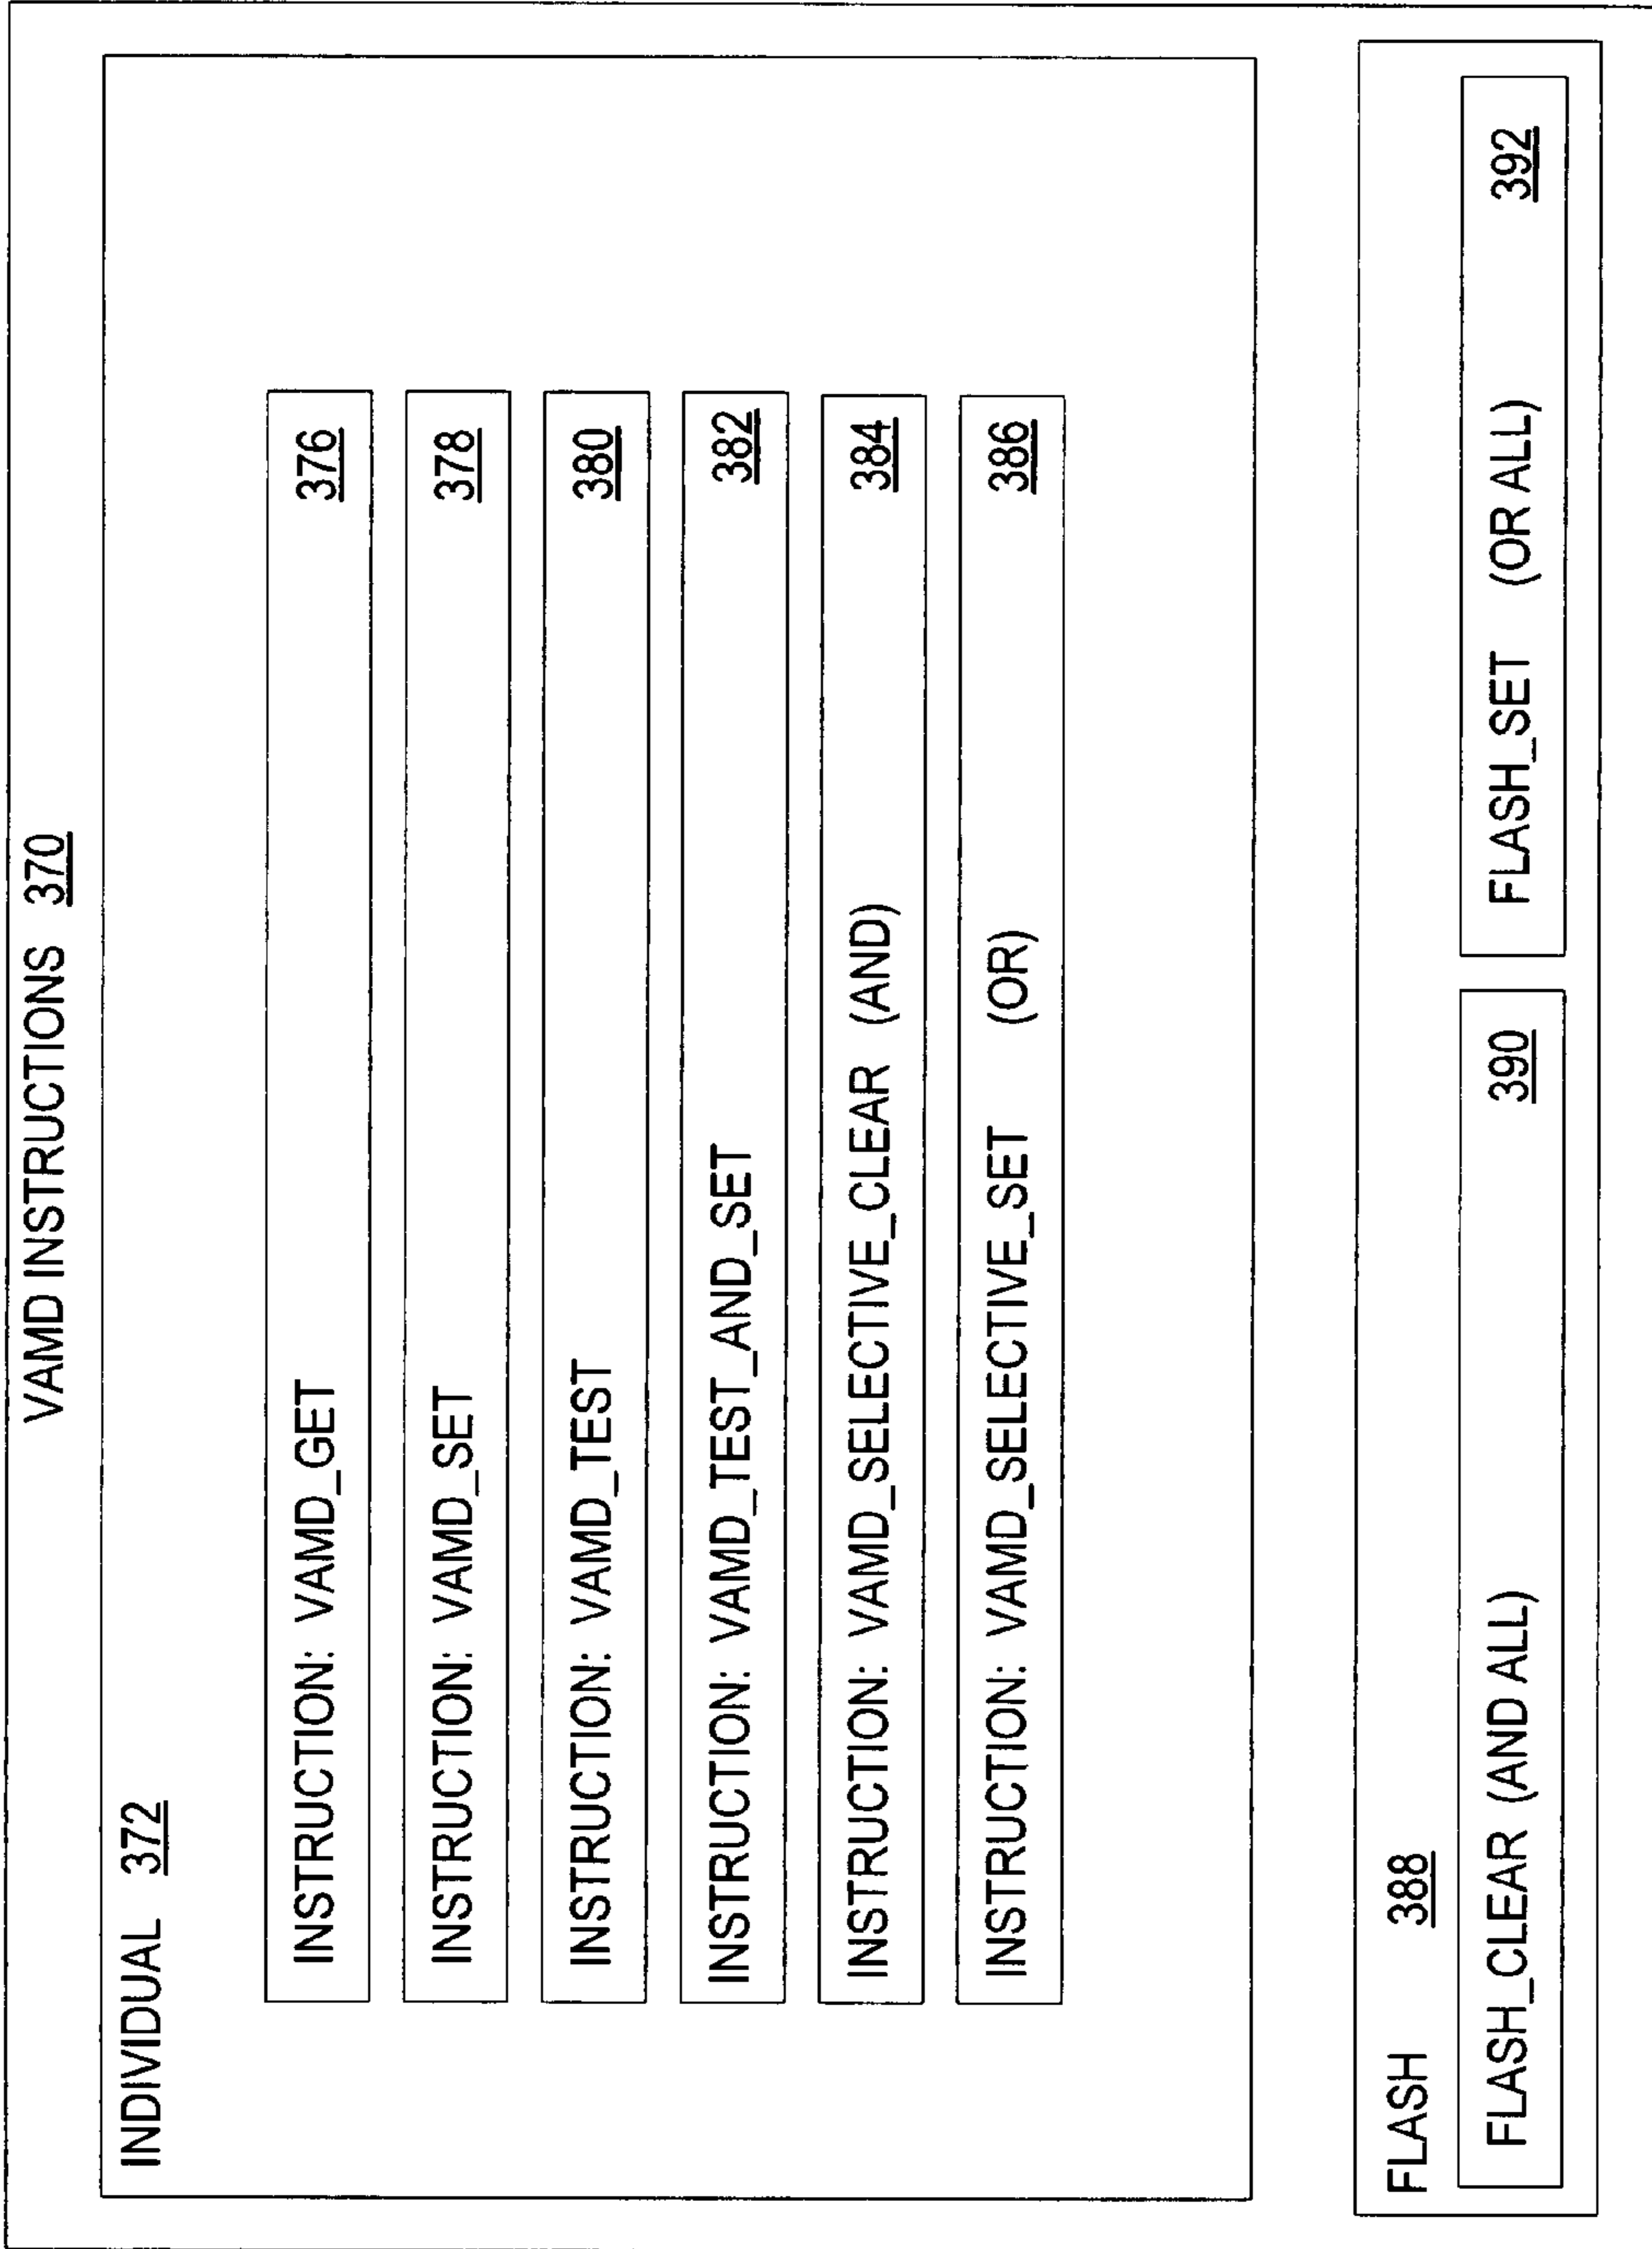 VAMD INSTRUCTIONS 370
INDIVIDUAL 372
INSTRUCTION: VAMD_GET 376
INSTRUCTION: VAMD_SET 378
INSTRUCTION: VAMD_TEST 380
INSTRUCTION: VAMD_TEST_AND_SET 382
INSTRUCTION: VAMD_SELECTIVE_CLEAR (AND) 384
INSTRUCTION: VAMD_SELECTIVE_SET (OR) 386
FLASH 388
FLASH_CLEAR (AND ALL) 390
FLASH_SET (OR ALL) 392